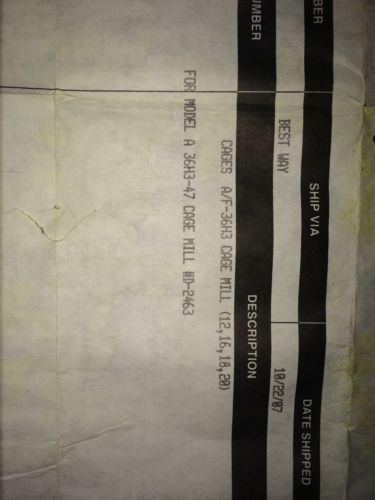 BER SHIP VIA DATE SHIPPED
BEST WAY 10/22/07
UMBER DESCRIPTION
CAGES A/F-36H3 CAGE MILL (12,16,18,20)
FOR MODEL A 36H3-47 CAGE MILL #D-2463